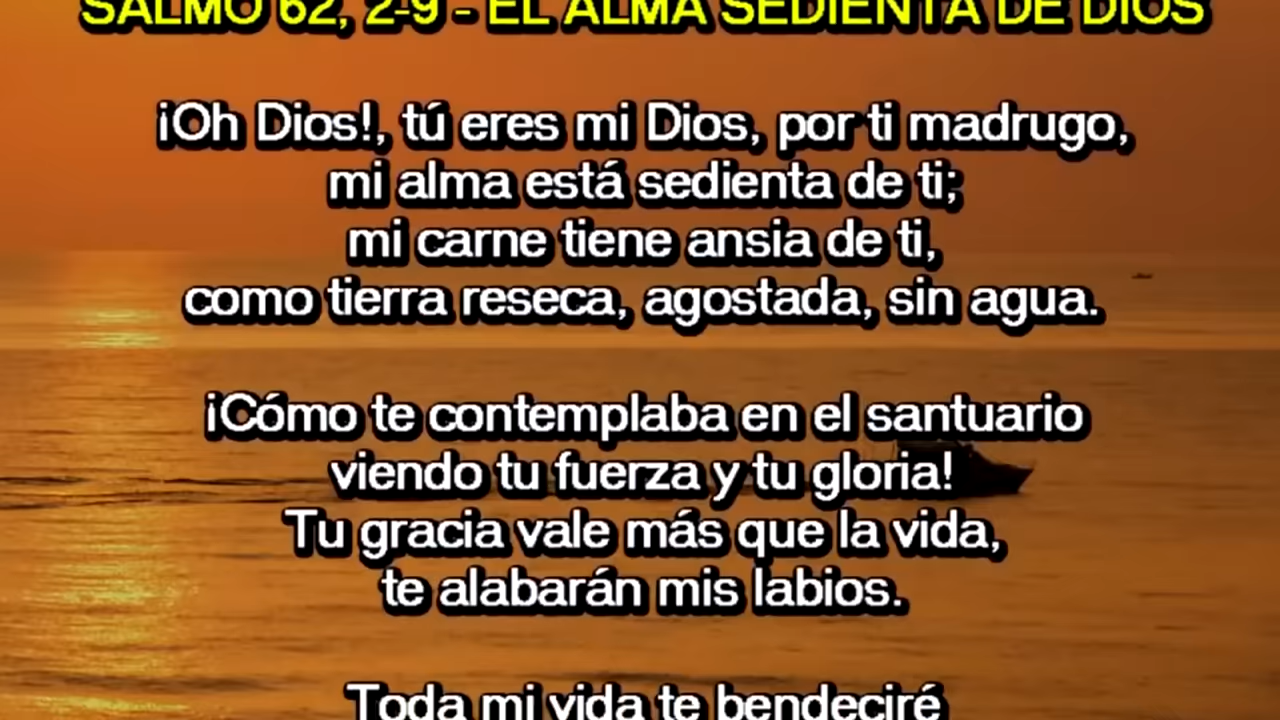 SALMO 62, 2-9 - EL ALMA SEDIENTA DE DIOS
¡Oh Dios!, tú eres mi Dios, por ti madrugo,
mi alma está sedienta de ti;
mi carne tiene ansia de ti,
como tierra reseca, agostada, sin agua.
¡Cómo te contemplaba en el santuario
viendo tu fuerza y tu gloria!
Tu gracia vale más que la vida,
te alabarán mis labios.
Toda mi vida te bendeciré